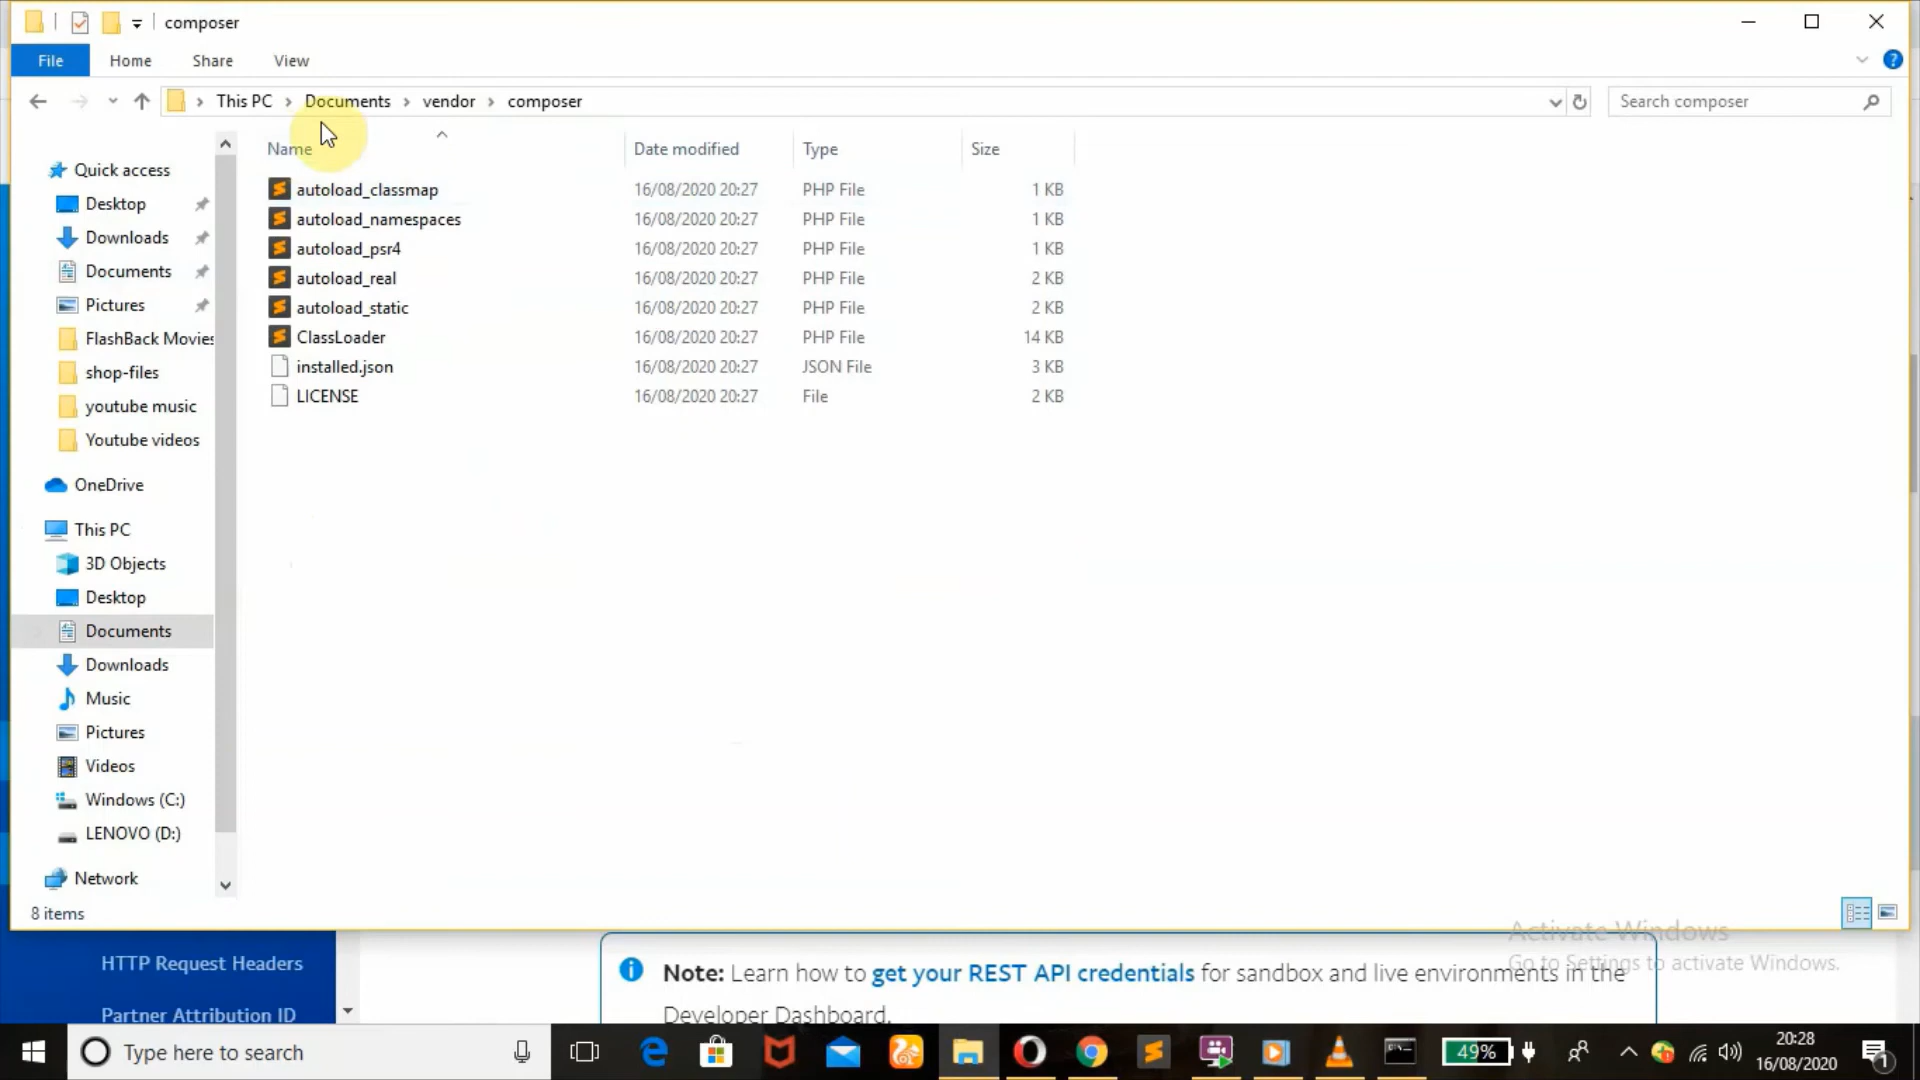 composer
File Home Share View
This PC Documents vendor composer
Search composer
Name Date modified Type Size
Quick access
Desktop
Downloads
Documents
Pictures
FlashBack Movies
shop-files
youtube music
Youtube videos
OneDrive
This PC
3D Objects
Desktop
Documents
Downloads
Music
Pictures
Videos
Windows (C:)
LENOVO (D:)
Network
autoload_classmap 16/08/2020 20:27 PHP File 1 KB
autoload_namespaces 16/08/2020 20:27 PHP File 1 KB
autoload_psr4 16/08/2020 20:27 PHP File 1 KB
autoload_real 16/08/2020 20:27 PHP File 2 KB
autoload_static 16/08/2020 20:27 PHP File 2 KB
ClassLoader 16/08/2020 20:27 PHP File 14 KB
installed.json 16/08/2020 20:27 JSON File 3 KB
LICENSE 16/08/2020 20:27 File 2 KB
8 items
Activate Windows
Go to Settings to activate Windows.
HTTP Request Headers
Partner Attribution ID
Note: Learn how to get your REST API credentials for sandbox and live environments in the
Developer Dashboard.
Type here to search
49%
20:28
16/08/2020
1